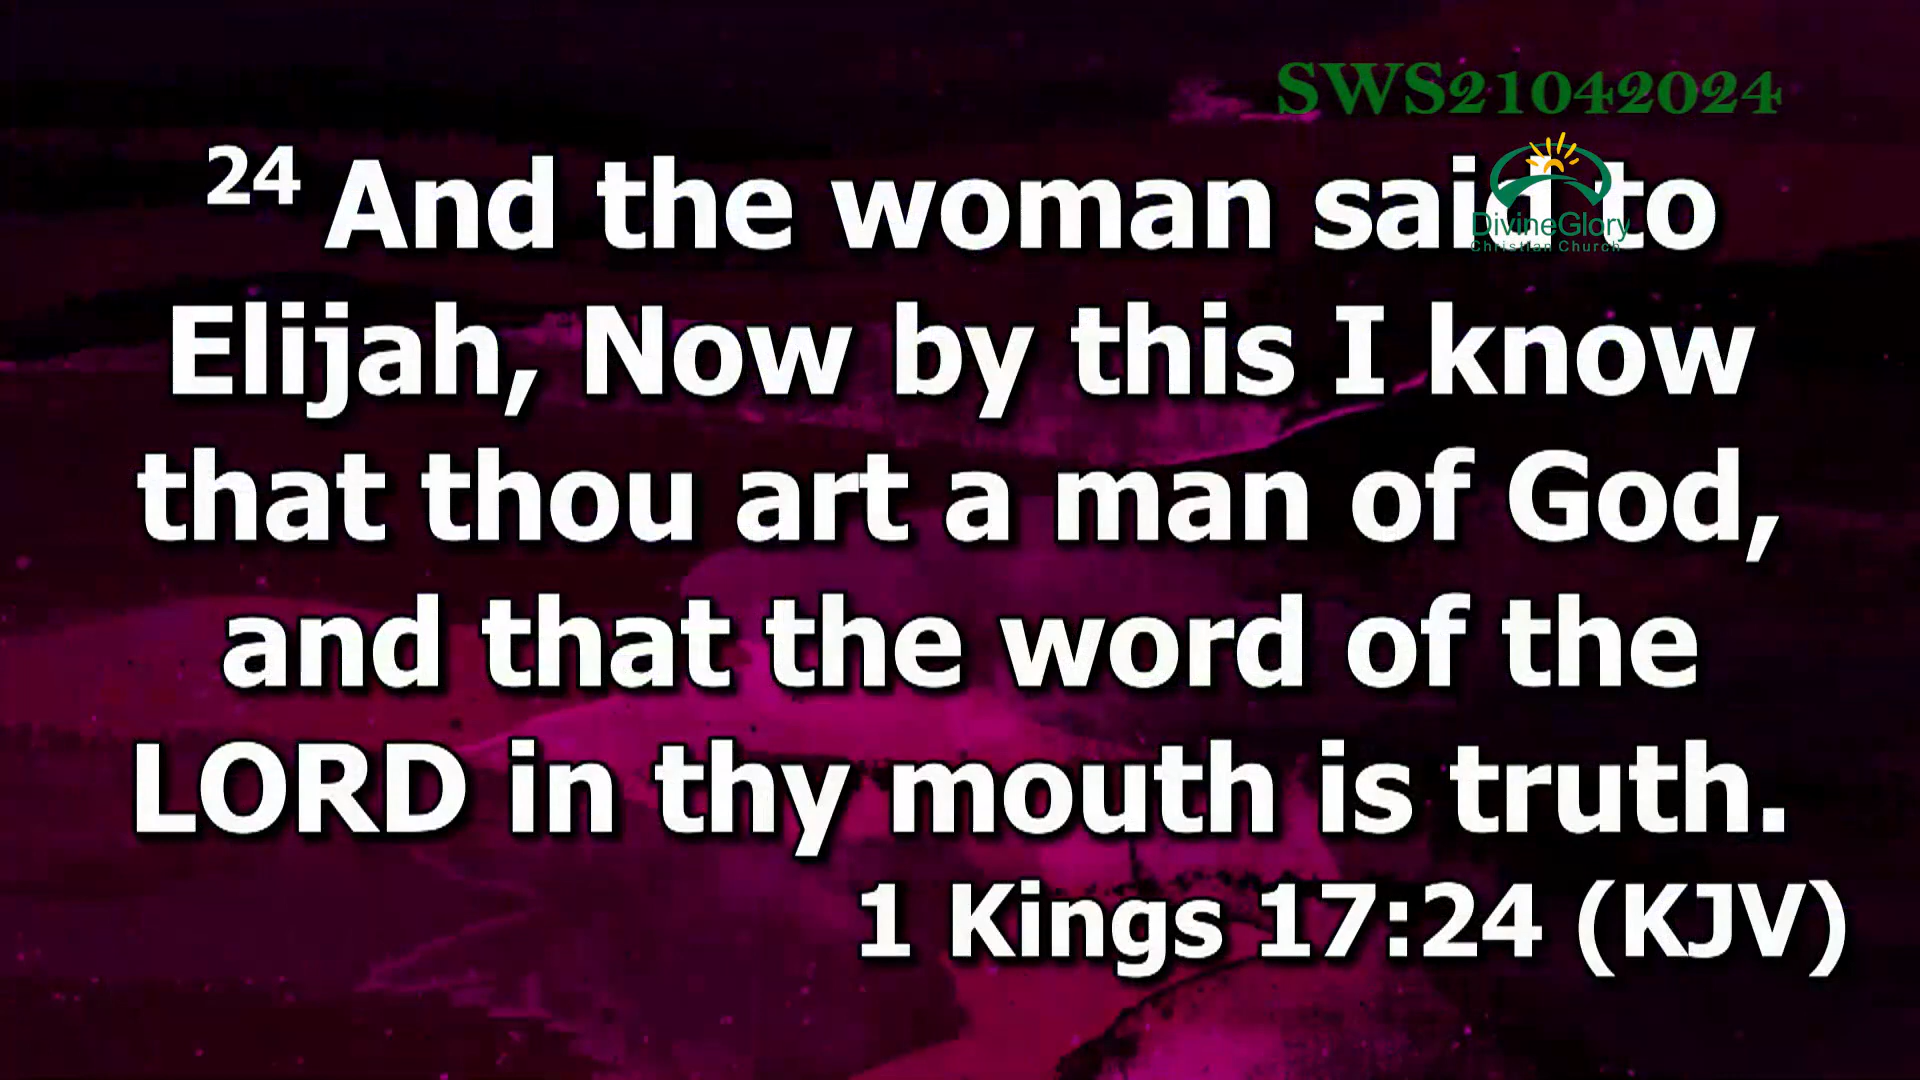 SWS21042024
24 And the woman said to
DivineGlory
Christian Church
Elijah, Now by this I know
that thou art a man of God,
and that the word of the
LORD in thy mouth is truth.
1 Kings 17:24 (KJV)